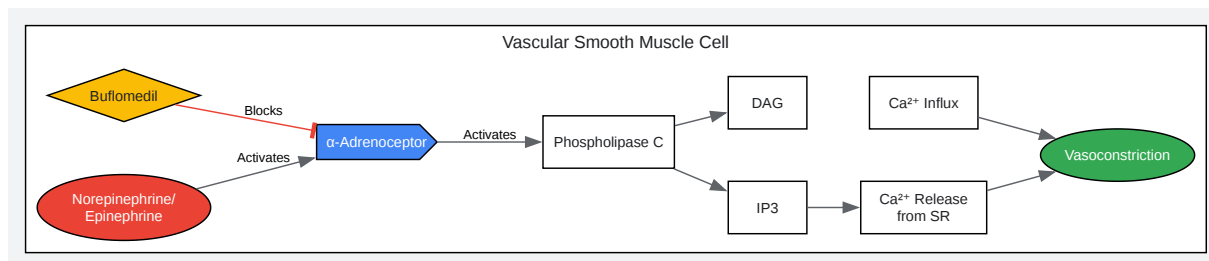 Vascular Smooth Muscle Cell
Buflomedil
Blocks
Norepinephrine/
Epinephrine
Activates
α-Adrenoceptor
Activates
Phospholipase C
DAG
IP3
Ca²⁺ Influx
Ca²⁺ Release
from SR
Vasoconstriction